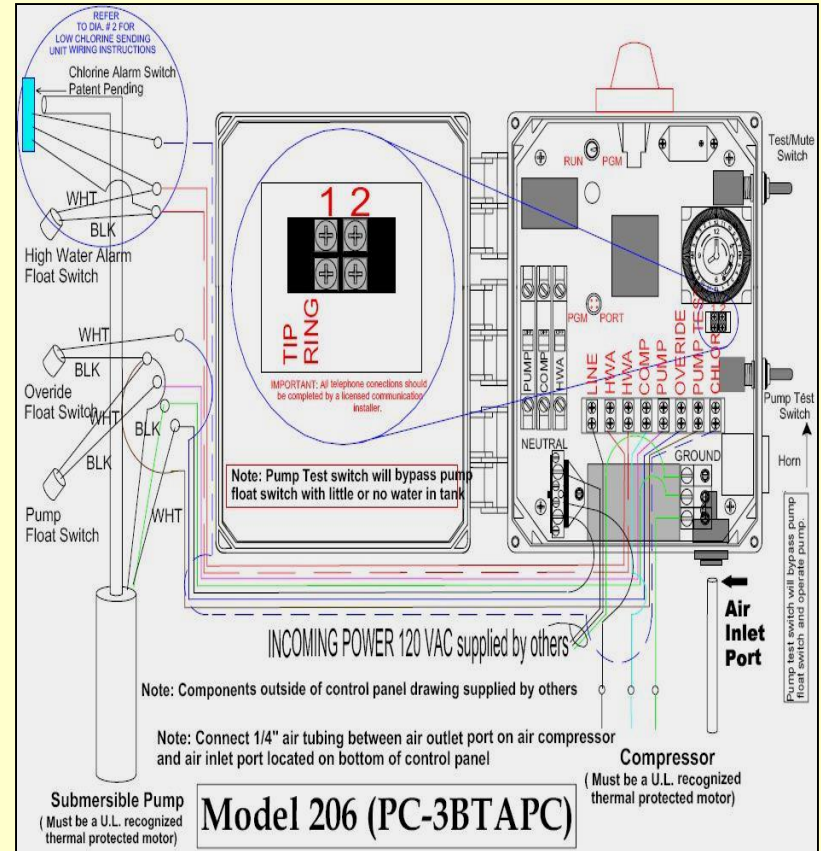 REFER
TO DIA. # 2 FOR
LOW CHLORINE SENDING
UNIT WIRING INSTRUCTIONS
Chlorine Alarm Switch
Patent Pending
WHT
BLK
High Water Alarm
Float Switch
WHT
BLK
Overide
Float Switch
WHT
BLK
BLK
Pump
Float Switch
WHT
1 2
TIP
RING
IMPORTANT: All telephone conections should
be completed by a licensed communication
installer.
Note: Pump Test switch will bypass pump
float switch with little or no water in tank
RUN
PGM
Test/Mute
Switch
PGM PORT
PUMP
COMP
HWA
LINE
HWA
HWA
COMP
PUMP
OVERIDE
PUMP TEST
CHLOR
Pump Test
Switch
NEUTRAL
GROUND
Horn
Pump test switch will bypass pump
float switch and operate pump.
Air
Inlet
Port
INCOMING POWER 120 VAC supplied by others
Note: Components outside of control panel drawing supplied by others
Note: Connect 1/4" air tubing between air outlet port on air compressor
and air inlet port located on bottom of control panel
Compressor
( Must be a U.L. recognized
thermal protected motor)
Submersible Pump
( Must be a U.L. recognized
thermal protected motor)
Model 206 (PC-3BTAPC)